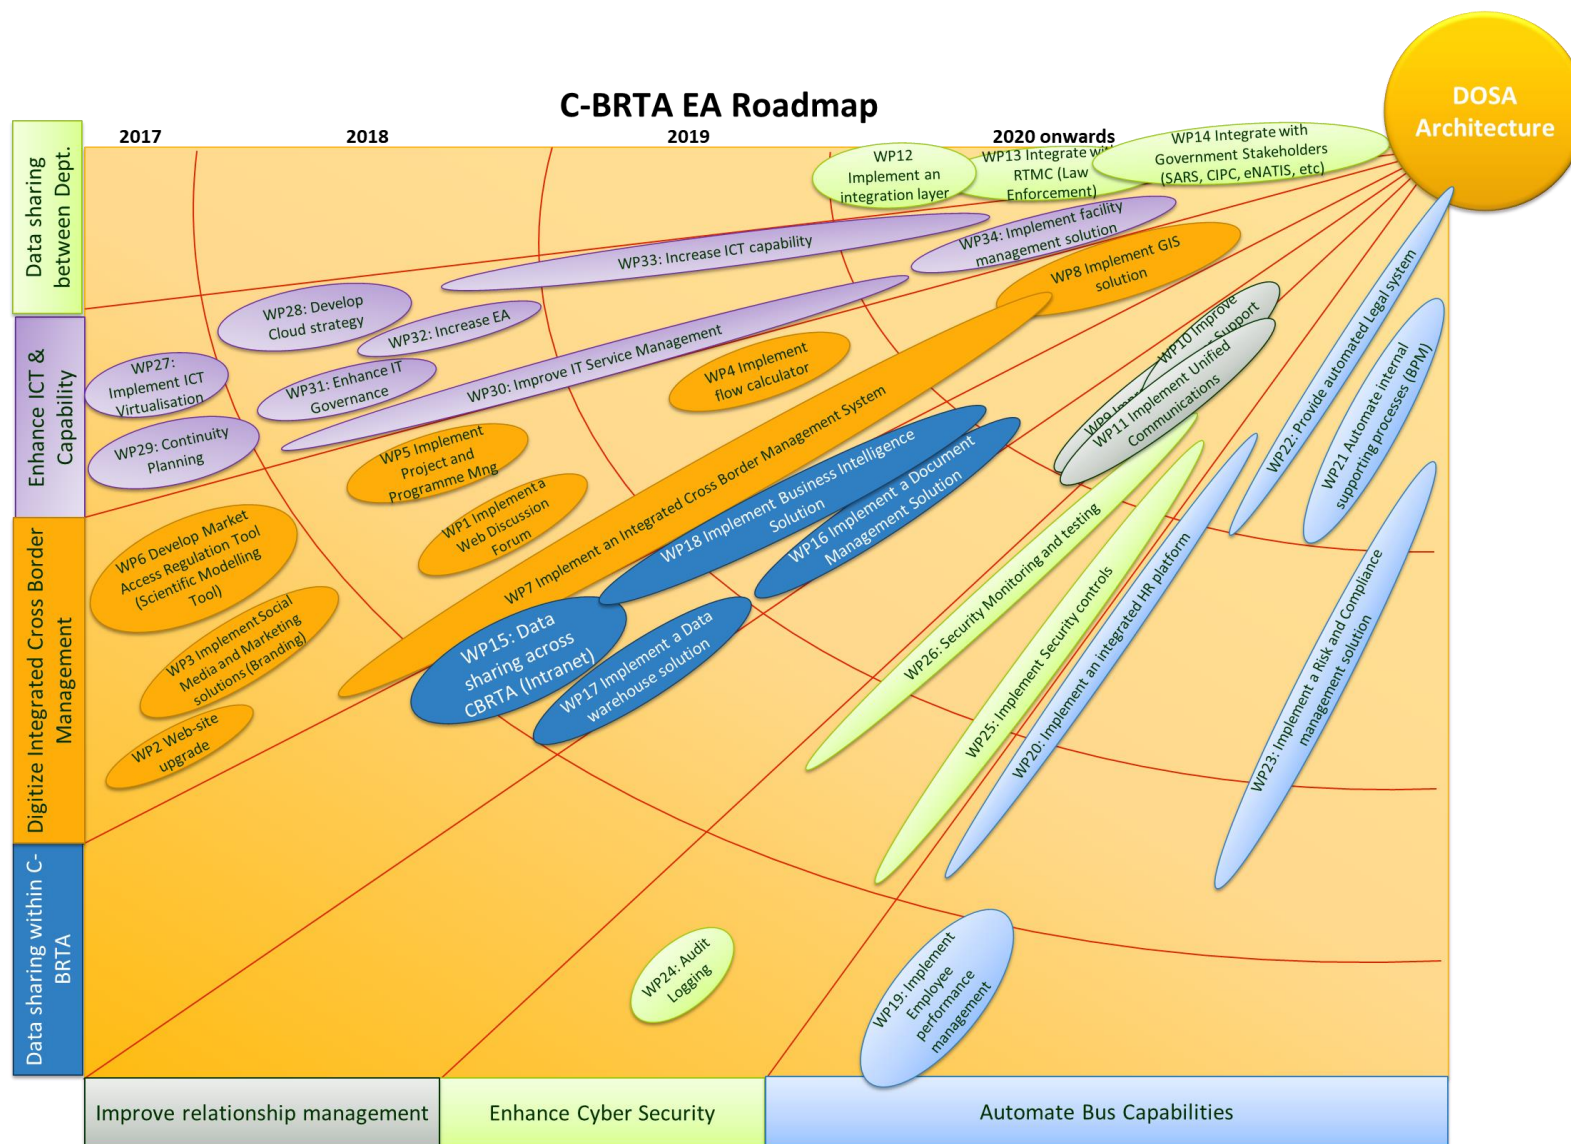 C-BRTA EA Roadmap
DOSA
Architecture
2017
2018
2019
2020 onwards
Data sharing
between Dept.
WP12
Implement an
integration layer
WP13 Integrate with
RTMC (Law
Enforcement)
WP14 Integrate with
Government Stakeholders
(SARS, CIPC, eNATIS, etc)
Enhance ICT &
Capability
WP33: Increase ICT capability
WP34: Implement facility
management solution
WP28: Develop
Cloud strategy
WP32: Increase EA
WP27:
Implement ICT
Virtualisation
WP31: Enhance IT
Governance
WP30: Improve IT Service Management
WP29: Continuity
Planning
Digitize Integrated Cross Border
Management
WP8 Implement GIS
solution
WP4 Implement
flow calculator
WP5 Implement
Project and
Programme Mng
WP1 Implement a
Web Discussion
Forum
WP7 Implement an Integrated Cross Border Management System
WP6 Develop Market
Access Regulation Tool
(Scientific Modelling
Tool)
WP3 Implement Social
Media and Marketing
solutions (Branding)
WP2 Web-site
upgrade
Data sharing within C-
BRTA
WP18 Implement Business Intelligence
Solution
WP16 Implement a Document
Management Solution
WP15: Data
sharing across
CBRTA (Intranet)
WP17 Implement a Data
warehouse solution
WP10 Improve
Support
WP9
WP11 Implement Unified
Communications
WP26: Security Monitoring and testing
WP25: Implement Security controls
WP24: Audit
Logging
WP20: Implement an integrated HR platform
WP22: Provide automated Legal system
WP21 Automate internal
supporting processes (BPM)
WP23: Implement a Risk and Compliance
management solution
WP19: Implement
Employee
performance
management
Improve relationship management
Enhance Cyber Security
Automate Bus Capabilities